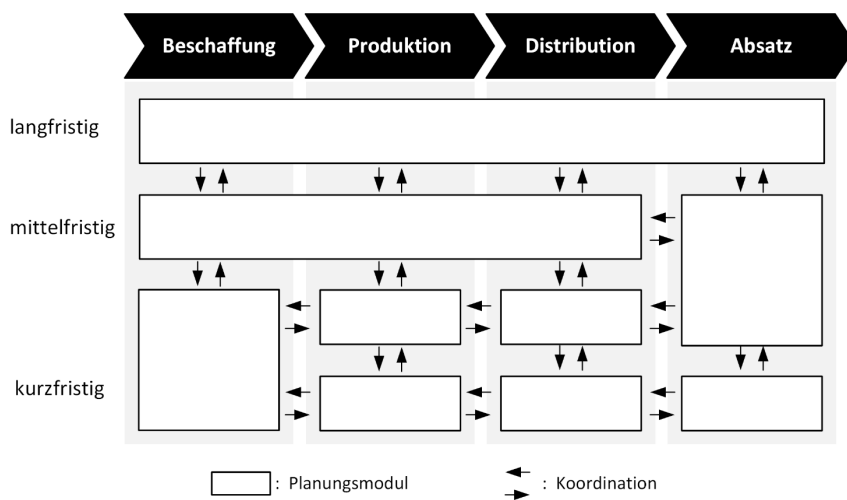 Beschaffung
Produktion
Distribution
Absatz
langfristig
mittelfristig
kurzfristig
: Planungsmodul
: Koordination